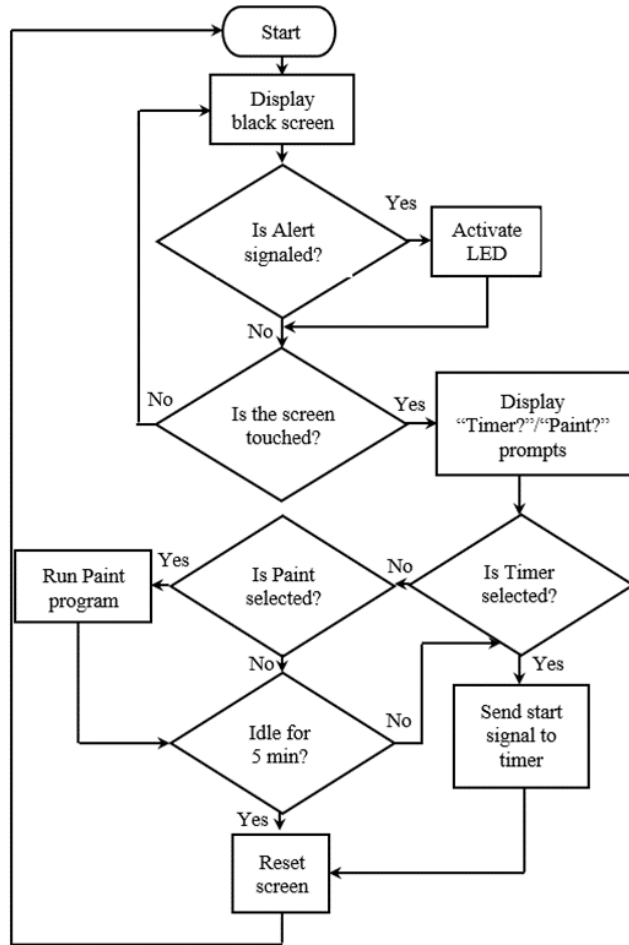 Start
Display
black screen
Is Alert
signaled?
Yes
Activate
LED
No
Is the screen
touched?
No
Yes
Display
“Timer?”/“Paint?”
prompts
Is Timer
selected?
No
Is Paint
selected?
Yes
Run Paint
program
No
Yes
Idle for
5 min?
No
Send start
signal to
timer
Yes
Reset
screen